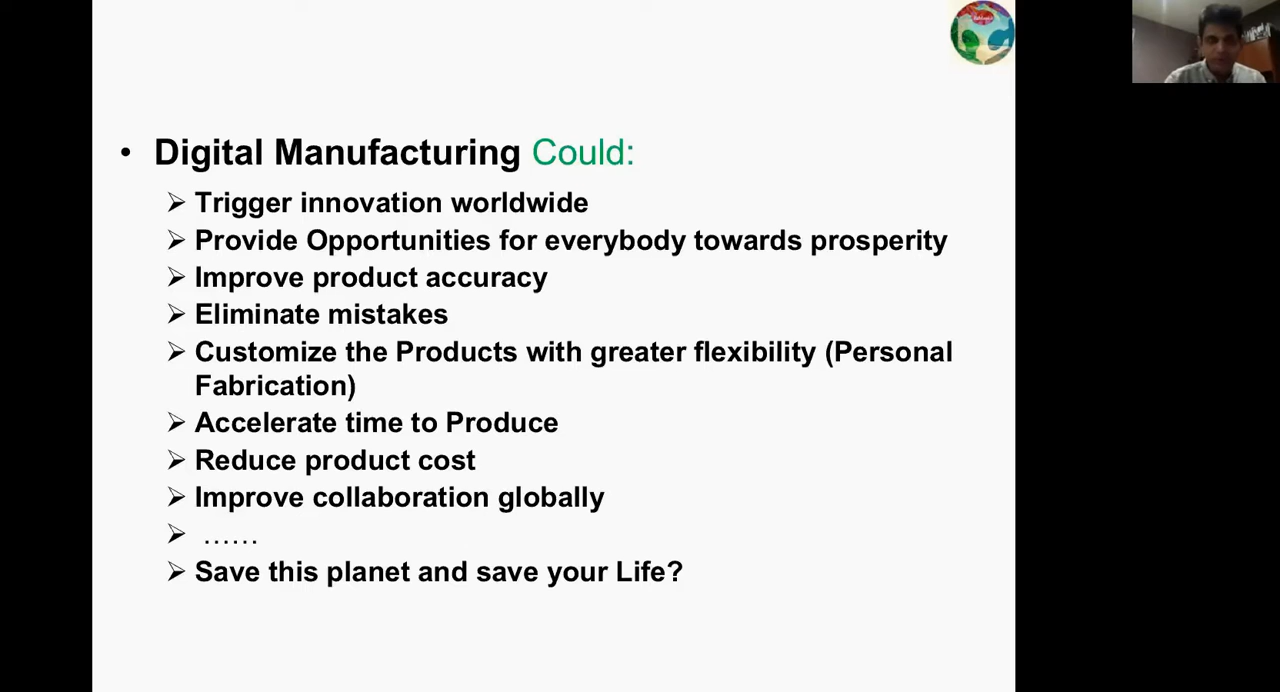 • Digital Manufacturing Could:
➢ Trigger innovation worldwide
➢ Provide Opportunities for everybody towards prosperity
➢ Improve product accuracy
➢ Eliminate mistakes
➢ Customize the Products with greater flexibility (Personal
Fabrication)
➢ Accelerate time to Produce
➢ Reduce product cost
➢ Improve collaboration globally
➢ ......
➢ Save this planet and save your Life?